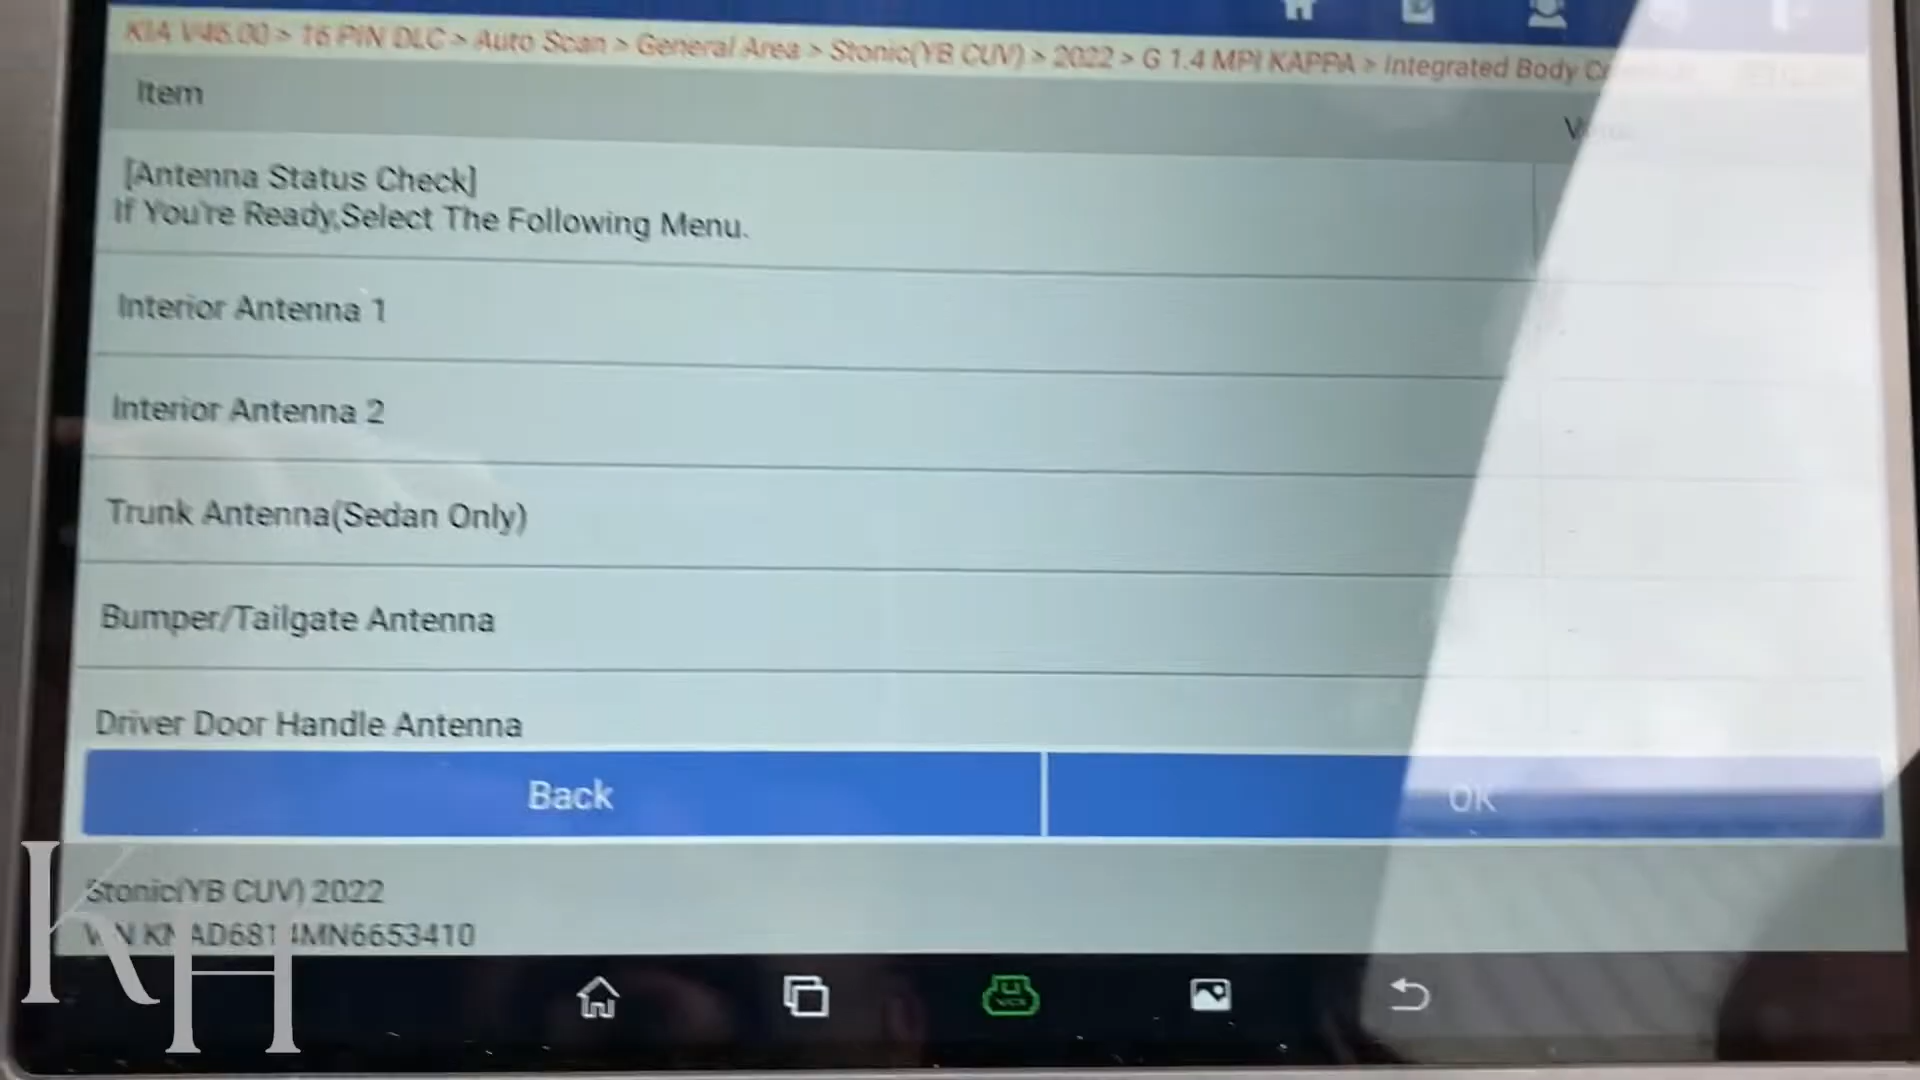 KIA V46.00 > 16 PIN DLC > Auto Scan > General Area > Stonic(YB CUV) > 2022 > G 1.4 MPI KAPPA > Integrated Body
Item
[Antenna Status Check]
If You're Ready,Select The Following Menu.
Interior Antenna 1
Interior Antenna 2
Trunk Antenna(Sedan Only)
Bumper/Tailgate Antenna
Driver Door Handle Antenna
Back OK
Stonic(YB CUV) 2022
KH